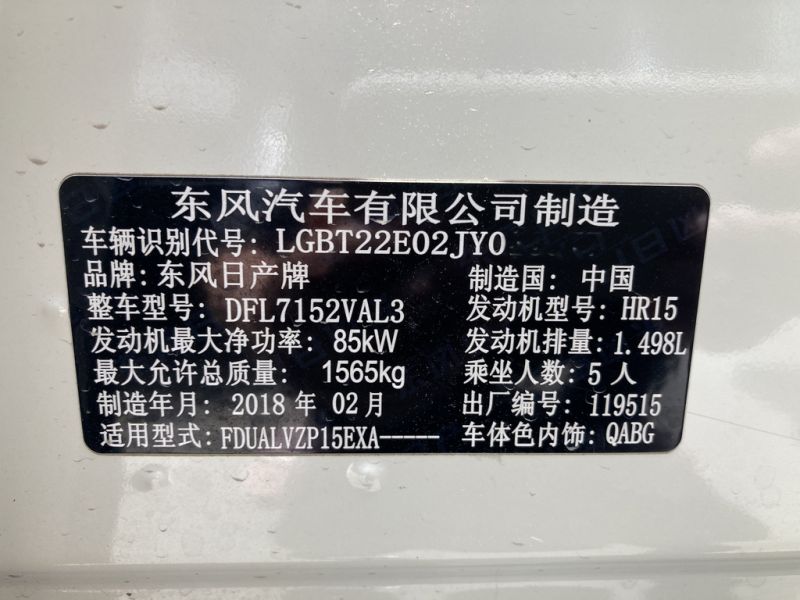 东风汽车有限公司制造
车辆识别代号: LGBT22E02JY0
品牌: 东风日产牌 制造国: 中国
整车型号: DFL7152VAL3 发动机型号: HR15
发动机最大净功率: 85kW 发动机排量: 1.498L
最大允许总质量: 1565kg 乘坐人数: 5 人
制造年月: 2018 年 02 月 出厂编号: 119515
适用型式: FDUALVZP15EXA----- 车体色内饰: QABG